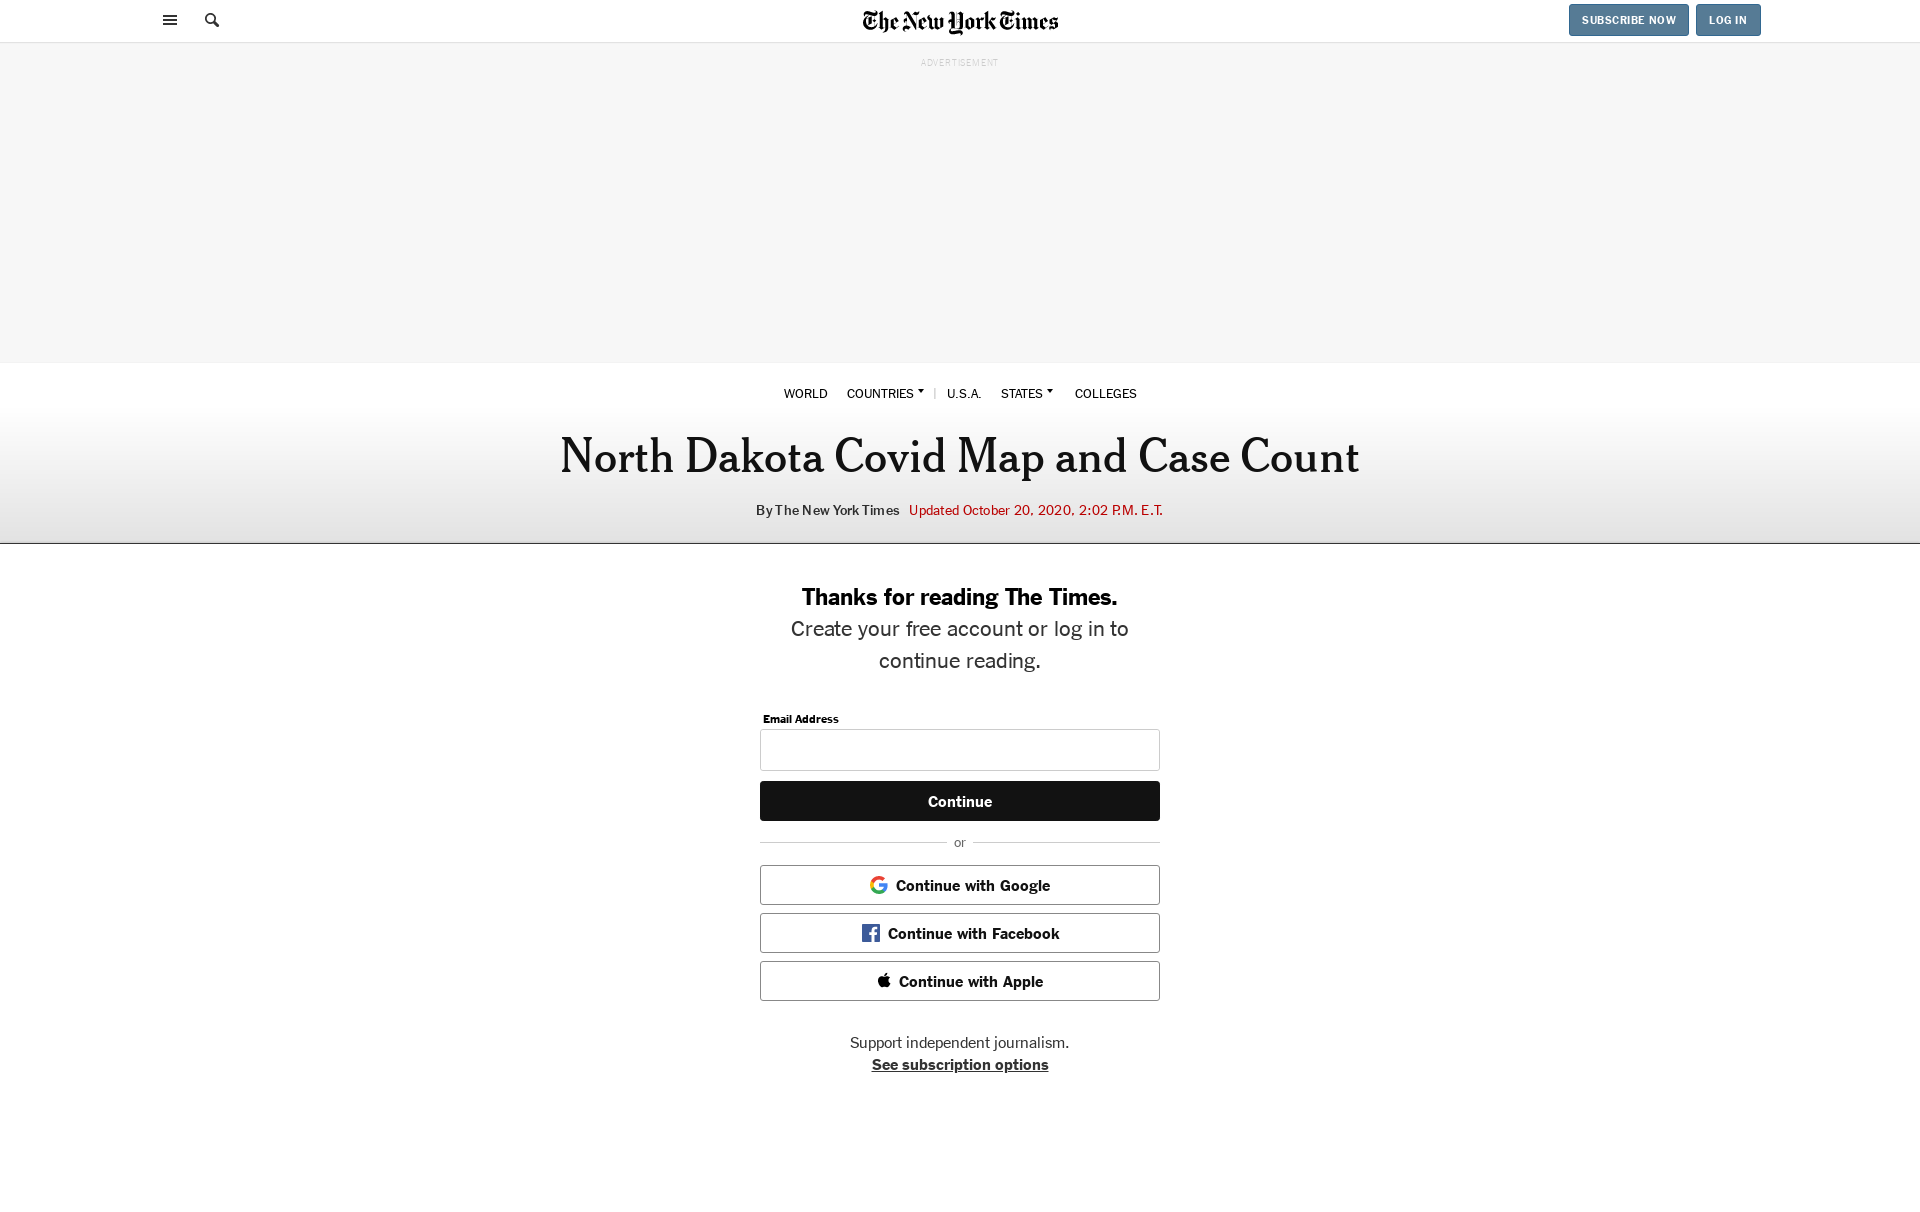 The New York Times
SUBSCRIBE NOW
LOG IN
ADVERTISEMENT
WORLD COUNTRIES | U.S.A. STATES COLLEGES
North Dakota Covid Map and Case Count
By The New York Times Updated October 20, 2020, 2:02 P.M. E.T.
Thanks for reading The Times.
Create your free account or log in to
continue reading.
Email Address
Continue
or
Continue with Google
Continue with Facebook
Continue with Apple
Support independent journalism.
See subscription options